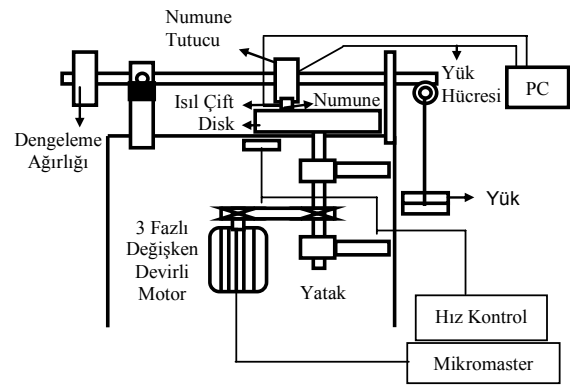 Numune
Tutucu
Yük
Hücresi
PC
Isıl Çift
Numune
Disk
Dengeleme
Ağırlığı
Yük
3 Fazlı
Değişken
Devirli
Motor
Yatak
Hız Kontrol
Mikromaster